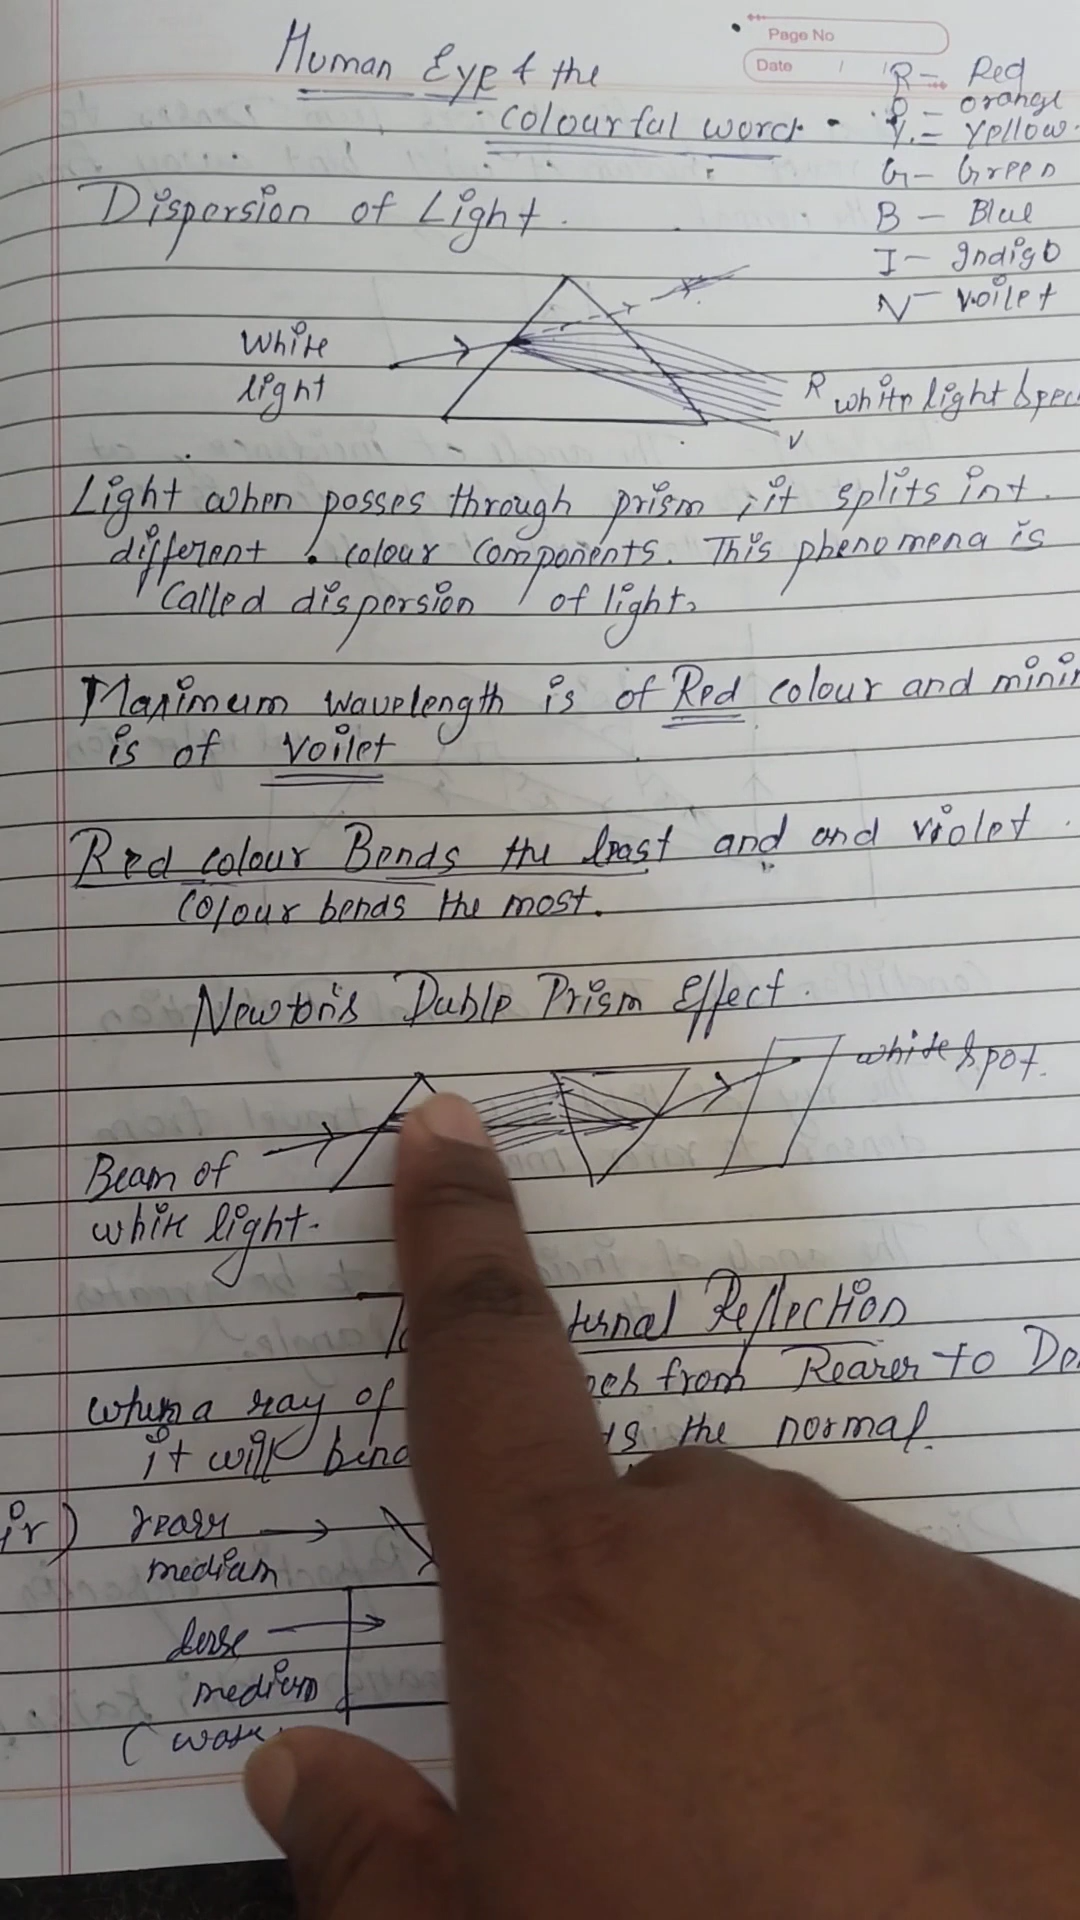 Page No
Date / /
Human Eye & the
colourful word
R - Red
O - orange
Y = Yellow
G - Green
B - Blue
I - Indigo
V - voilet
Dispersion of Light.
white
light
R white light Spec
V
Light when posses through prism ; it splits int
different colour components. This phenomena is
called dispersion of light.
Maximum wavelength is of Red colour and minim
is of voilet
Red colour Bends the least and and violet
colour bends the most.
Newton's Duble Prism Effect.
white spot.
Beam of
white light.
ternal Reflection
when a ray of from Rearer to De
it will bend the normal.
ir) rearr
medium
dense
medium
(wate